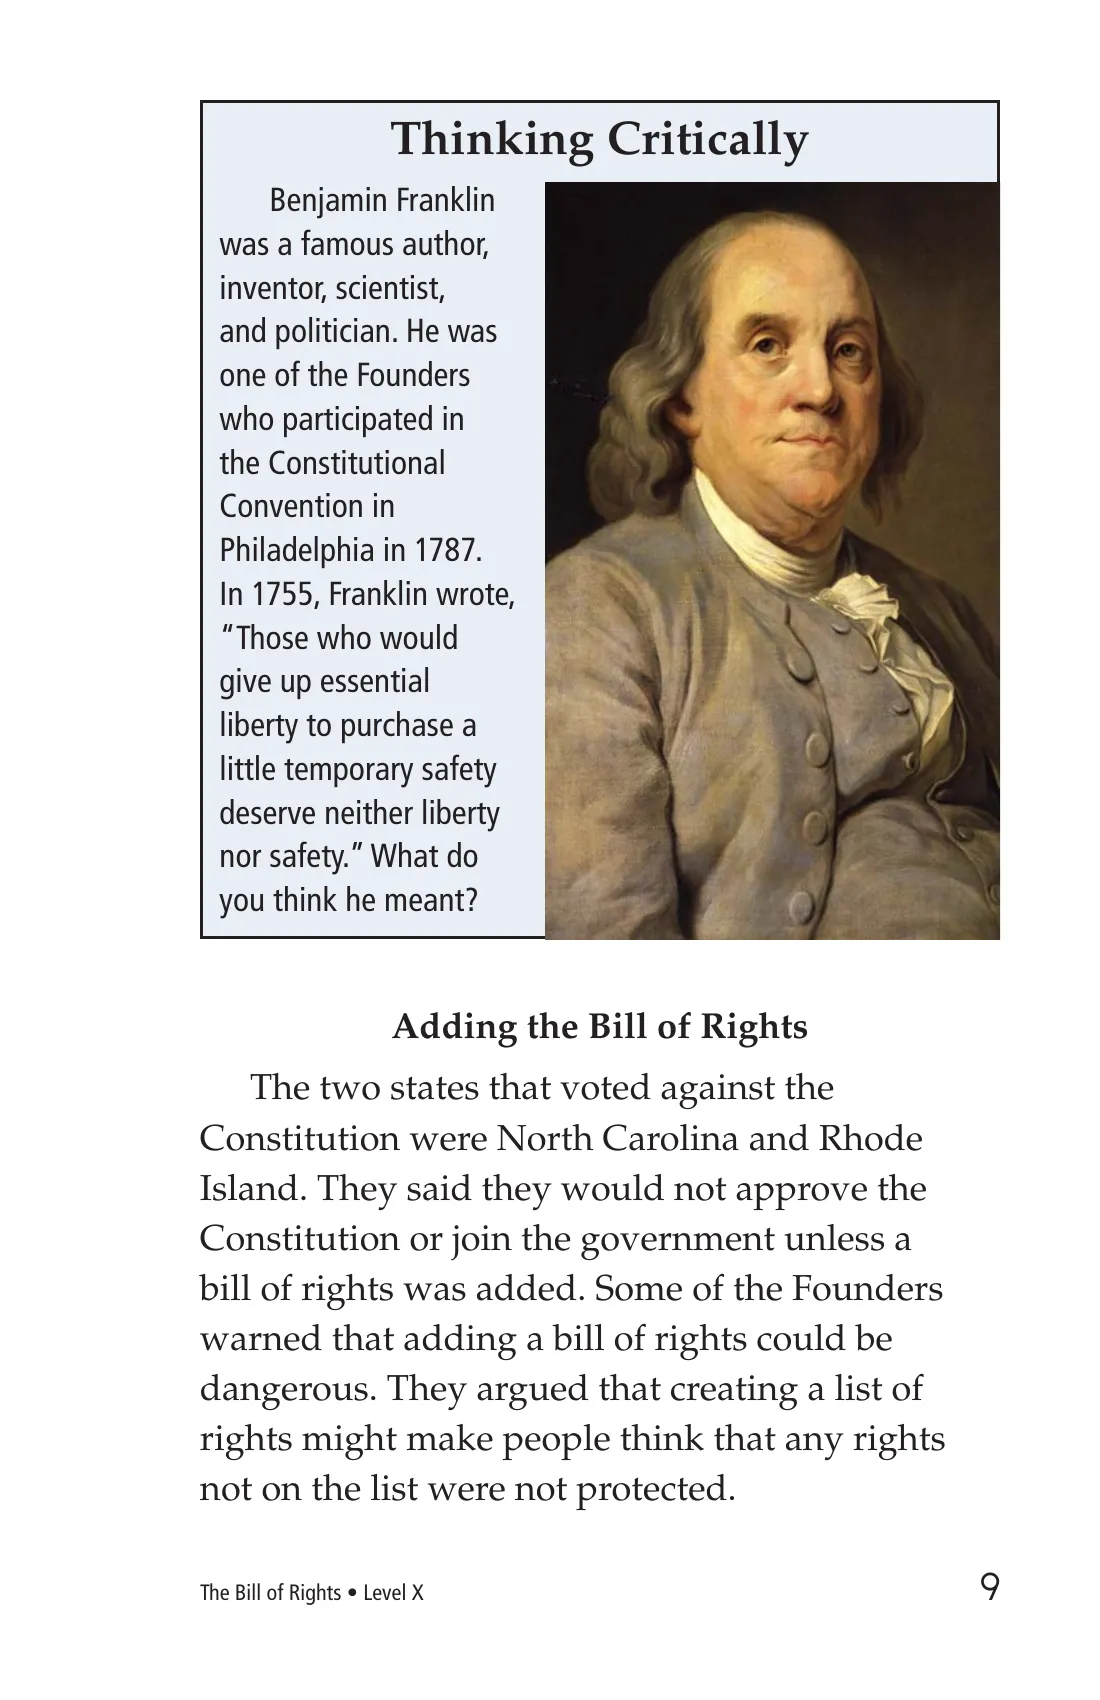 Thinking Critically
Benjamin Franklin
was a famous author,
inventor, scientist,
and politician. He was
one of the Founders
who participated in
the Constitutional
Convention in
Philadelphia in 1787.
In 1755, Franklin wrote,
“Those who would
give up essential
liberty to purchase a
little temporary safety
deserve neither liberty
nor safety.” What do
you think he meant?
Adding the Bill of Rights
The two states that voted against the
Constitution were North Carolina and Rhode
Island. They said they would not approve the
Constitution or join the government unless a
bill of rights was added. Some of the Founders
warned that adding a bill of rights could be
dangerous. They argued that creating a list of
rights might make people think that any rights
not on the list were not protected.
The Bill of Rights • Level X
9